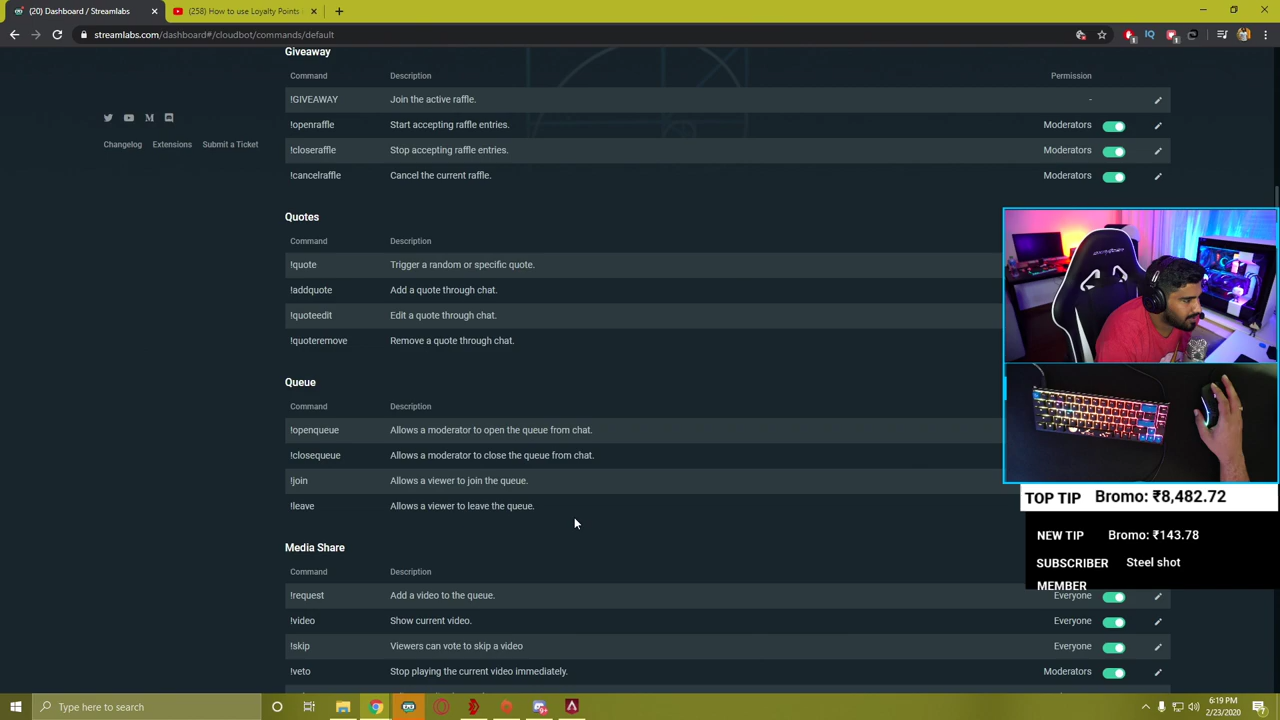 (20) Dashboard / Streamlabs
(258) How to use Loyalty Points
streamlabs.com/dashboard#/cloudbot/commands/default
Changelog Extensions Submit a Ticket
Giveaway
Command Description Permission
!GIVEAWAY Join the active raffle. -
!openraffle Start accepting raffle entries. Moderators
!closeraffle Stop accepting raffle entries. Moderators
!cancelraffle Cancel the current raffle. Moderators
Quotes
Command Description
!quote Trigger a random or specific quote.
!addquote Add a quote through chat.
!quoteedit Edit a quote through chat.
!quoteremove Remove a quote through chat.
Queue
Command Description
!openqueue Allows a moderator to open the queue from chat.
!closequeue Allows a moderator to close the queue from chat.
!join Allows a viewer to join the queue.
!leave Allows a viewer to leave the queue.
Media Share
Command Description
!request Add a video to the queue. Everyone
!video Show current video. Everyone
!skip Viewers can vote to skip a video Everyone
!veto Stop playing the current video immediately. Moderators
TOP TIP Bromo: ₹8,482.72
NEW TIP Bromo: ₹143.78
SUBSCRIBER Steel shot
MEMBER
Type here to search
6:19 PM
2/23/2020